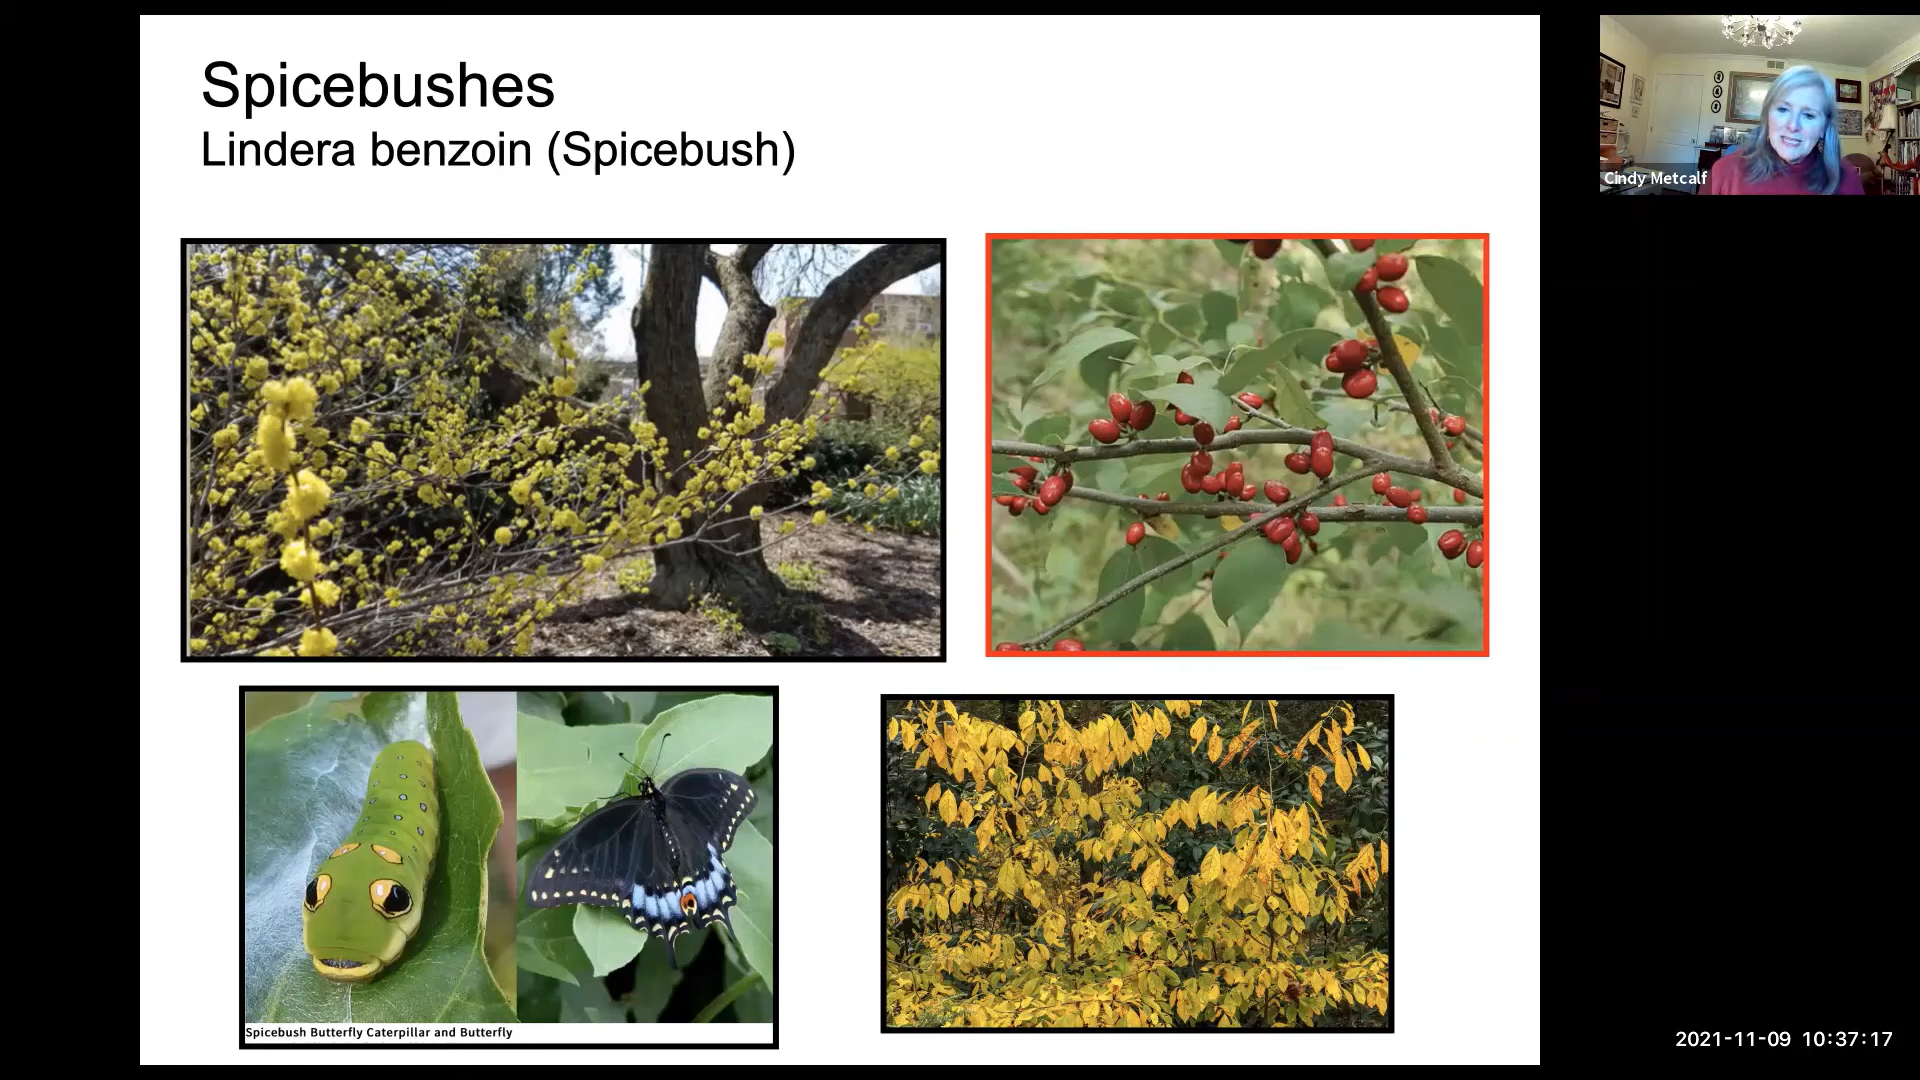 Spicebushes
Lindera benzoin (Spicebush)
Cindy Metcalf
Spicebush Butterfly Caterpillar and Butterfly
2021-11-09 10:37:17